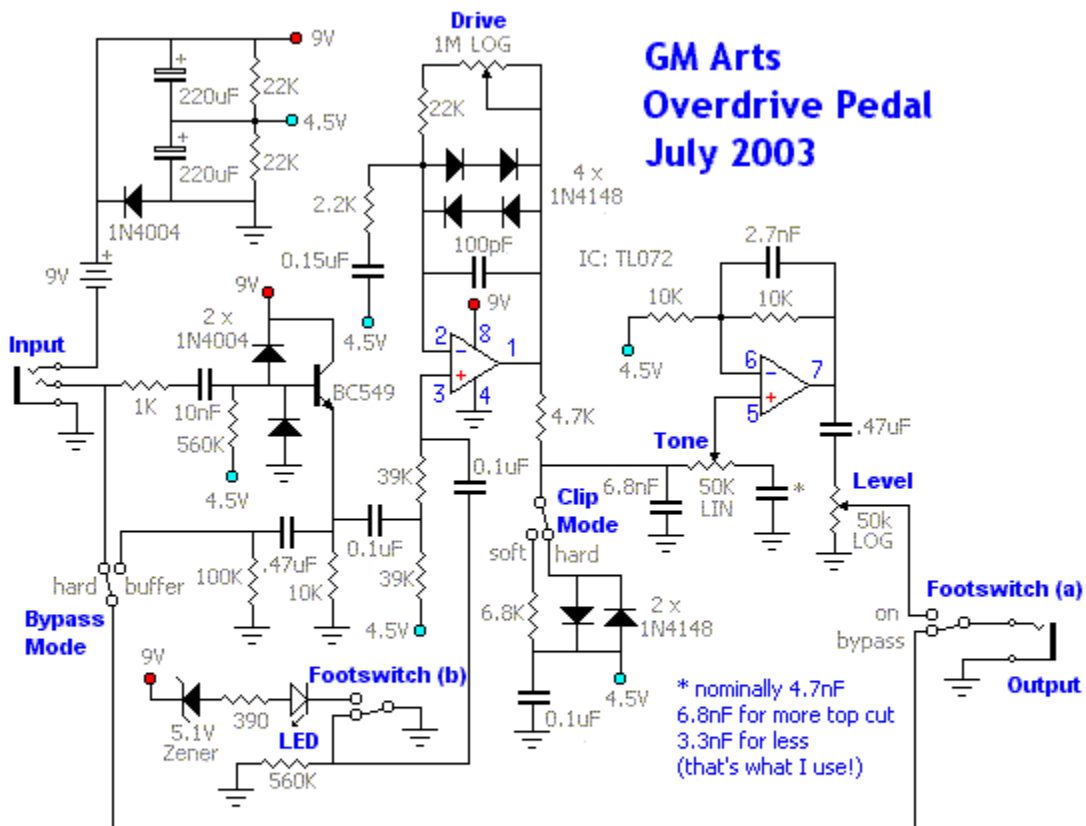 GM Arts
Overdrive Pedal
July 2003
Drive
1M LOG
9V
22K
220uF
4.5V
22K
220uF
1N4004
9V
22K
2.2K
0.15uF
4.5V
4 x
1N4148
100pF
IC: TL072
2.7nF
10K
10K
4.5V
9V
2
8
1
3
4
6
7
5
Input
9V
2 x
1N4004
BC549
1K
10nF
560K
4.5V
4.7K
39K
0.1uF
Tone
50K
LIN
6.8nF
*
.47uF
Level
50k
LOG
Clip
Mode
soft
hard
hard
buffer
Bypass
Mode
100K
.47uF
10K
0.1uF
39K
4.5V
6.8K
2 x
1N4148
0.1uF
4.5V
Footswitch (a)
on
bypass
Output
9V
5.1V
Zener
390
LED
Footswitch (b)
560K
* nominally 4.7nF
6.8nF for more top cut
3.3nF for less
(that's what I use!)